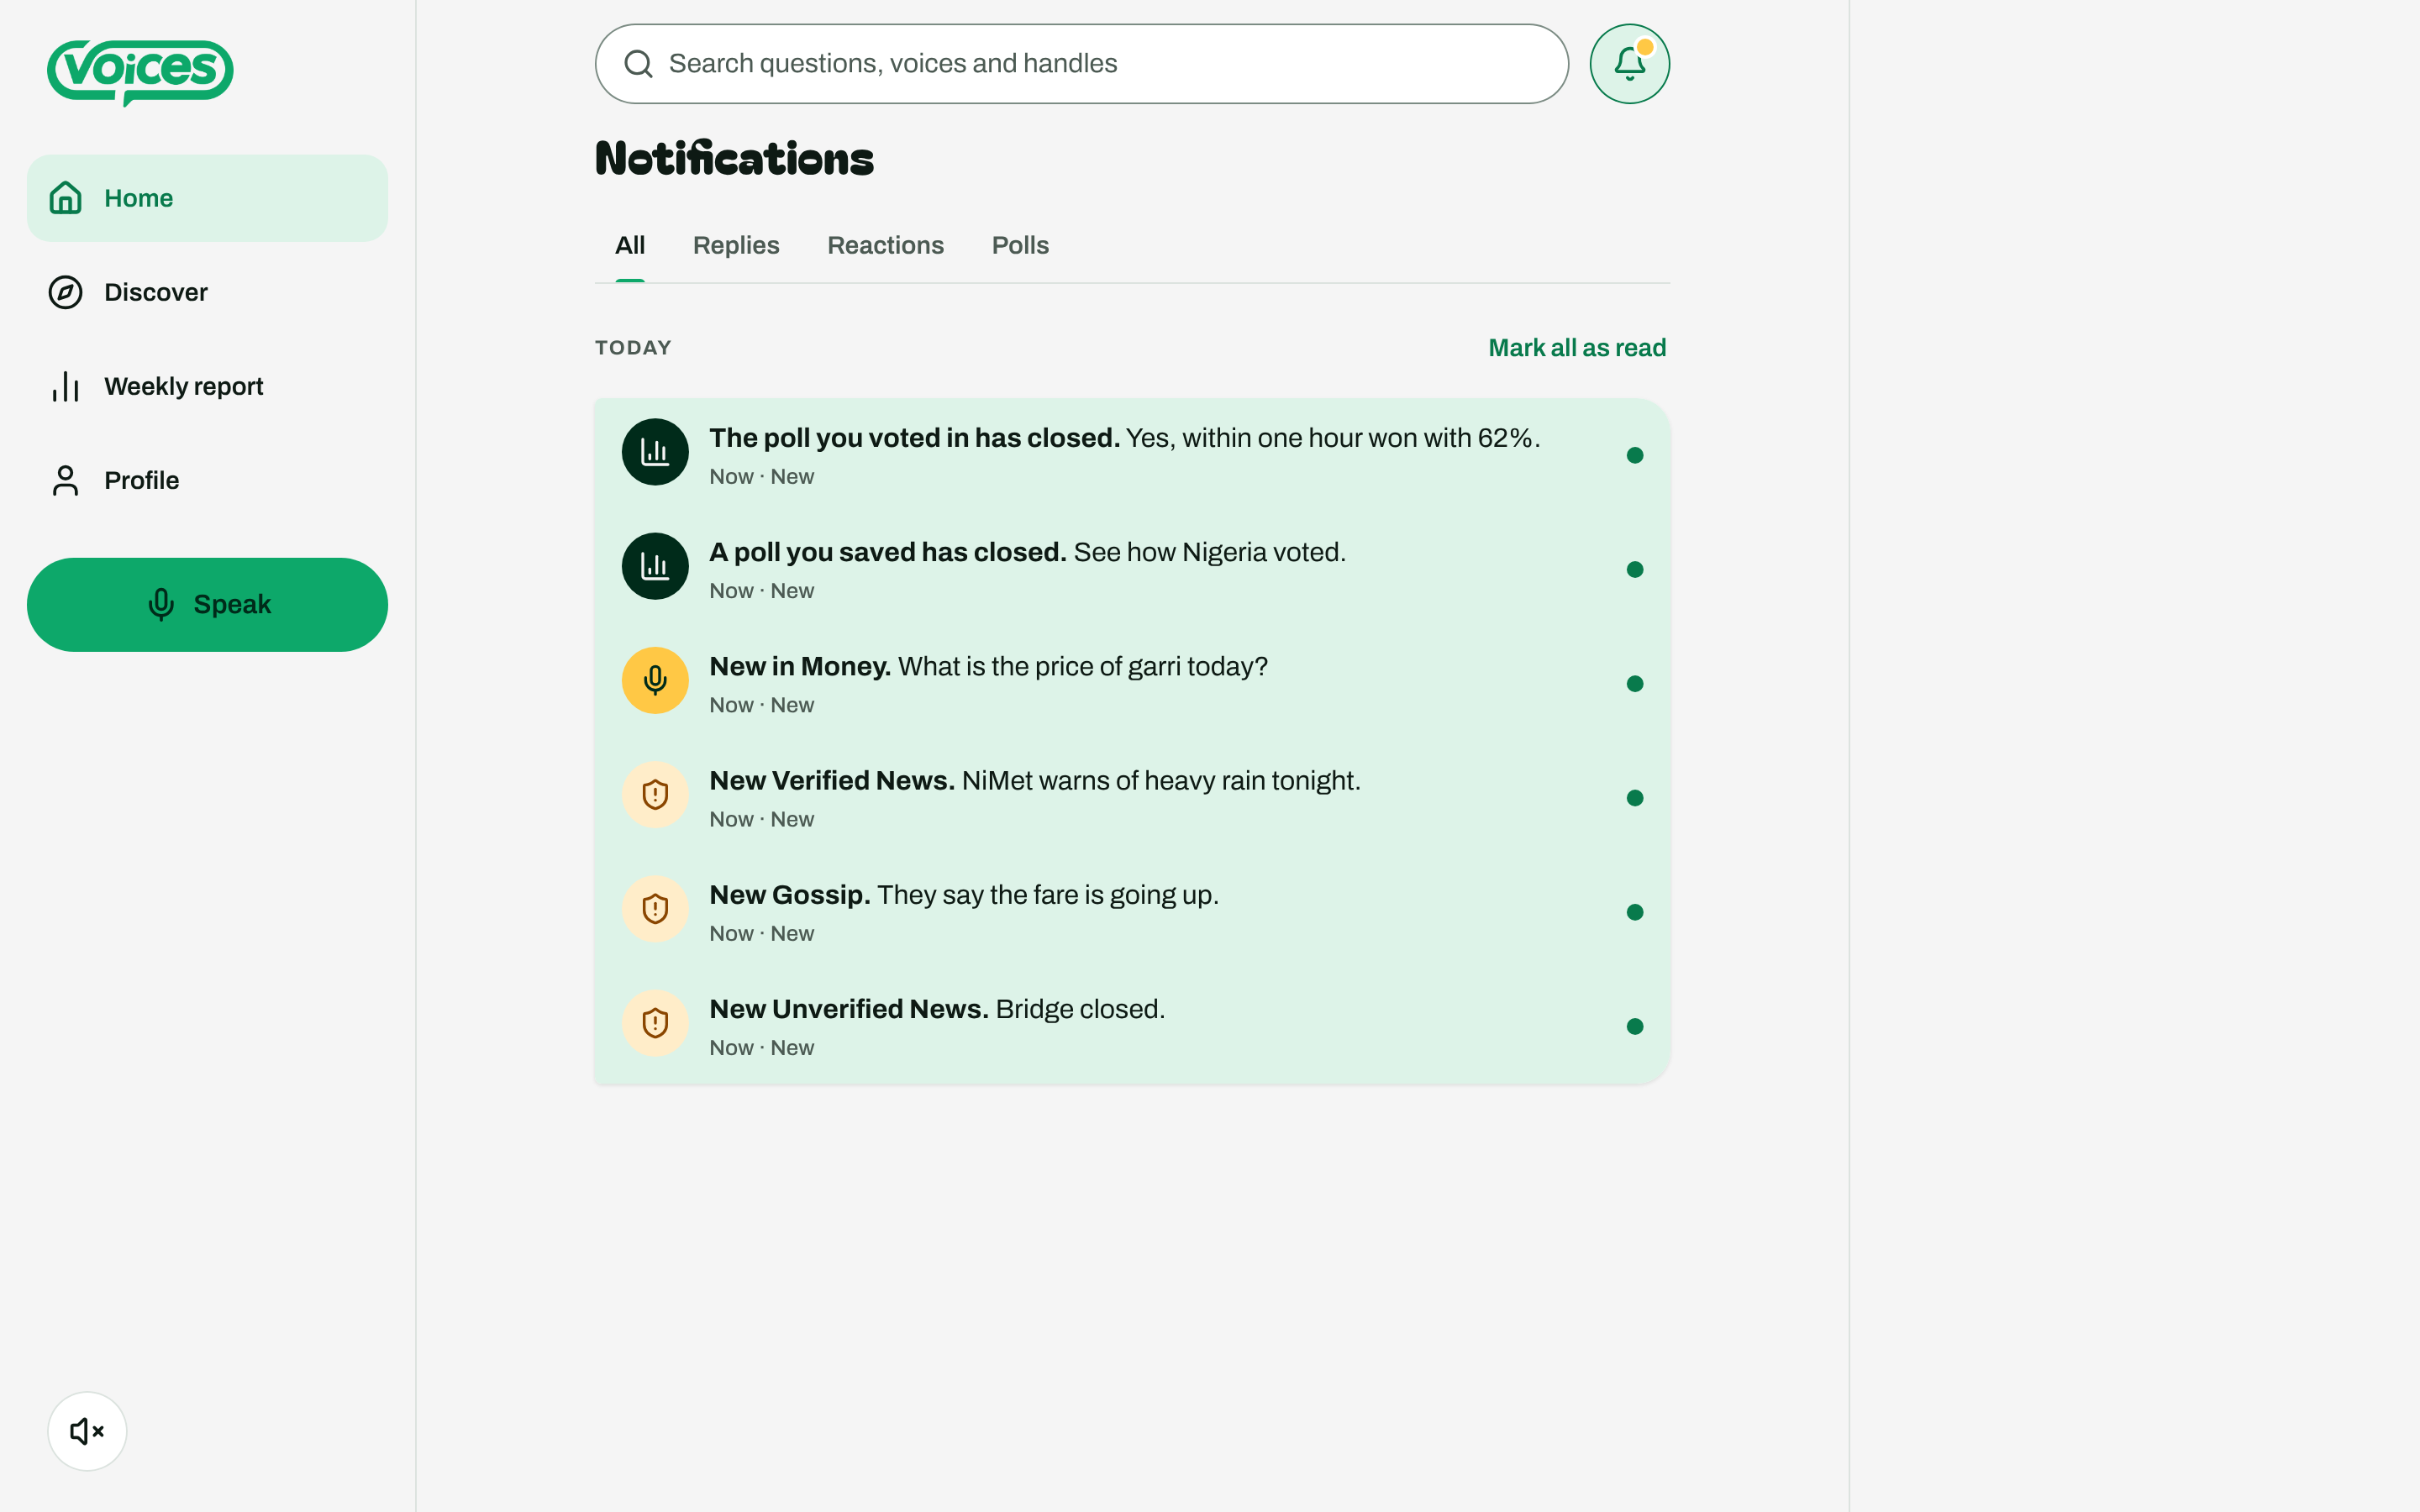 voices
Search questions, voices and handles
Notifications
Home
Discover
Weekly report
Profile
Speak
All
Replies
Reactions
Polls
TODAY
Mark all as read
The poll you voted in has closed. Yes, within one hour won with 62%.
Now · New
A poll you saved has closed. See how Nigeria voted.
Now · New
New in Money. What is the price of garri today?
Now · New
New Verified News. NiMet warns of heavy rain tonight.
Now · New
New Gossip. They say the fare is going up.
Now · New
New Unverified News. Bridge closed.
Now · New